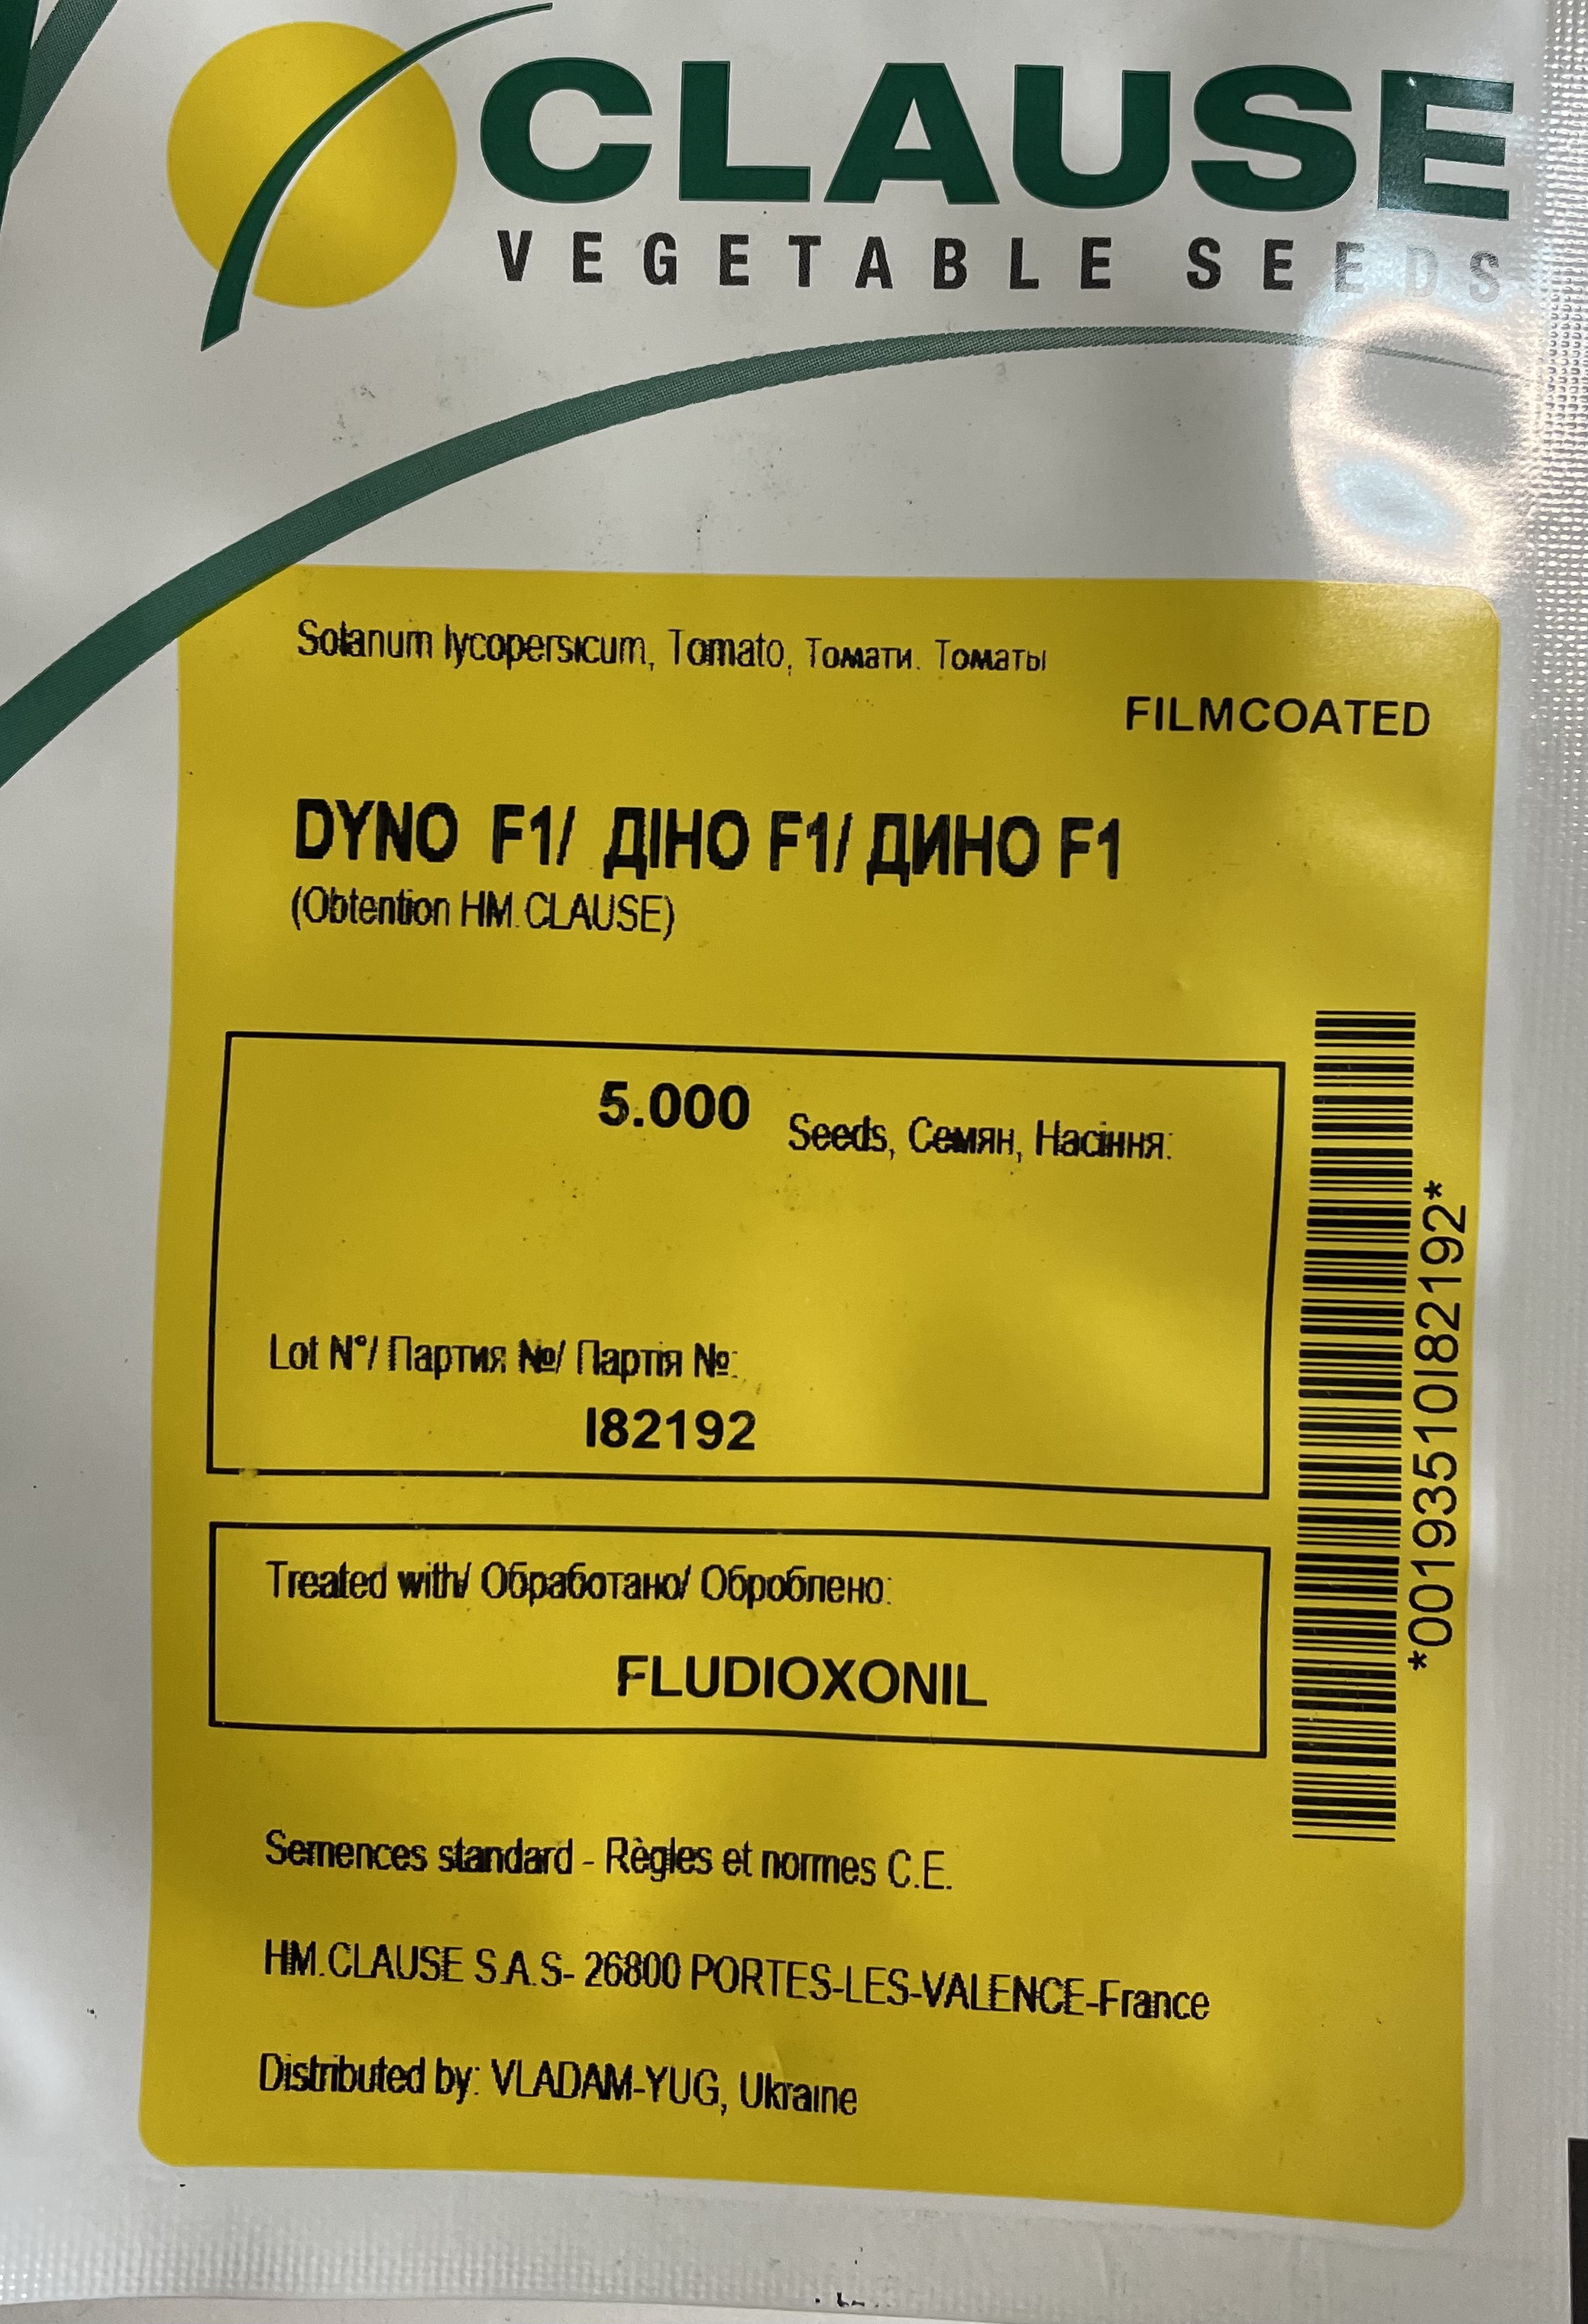 CLAUSE
VEGETABLE SEEDS
Solanum lycopersicum, Tomato, Томати. Томаты
FILMCOATED
DYNO F1/ ДІНО F1/ ДИНО F1
(Obtention HM.CLAUSE)
5.000 Seeds, Семян, Насіння:
Lot N°/ Партия №/ Партія №:
I82192
*00193510I82192*
Treated with/ Обработано/ Оброблено:
FLUDIOXONIL
Semences standard - Règles et normes C.E.
HM.CLAUSE S.A.S- 26800 PORTES-LES-VALENCE-France
Distributed by: VLADAM-YUG, Ukraine